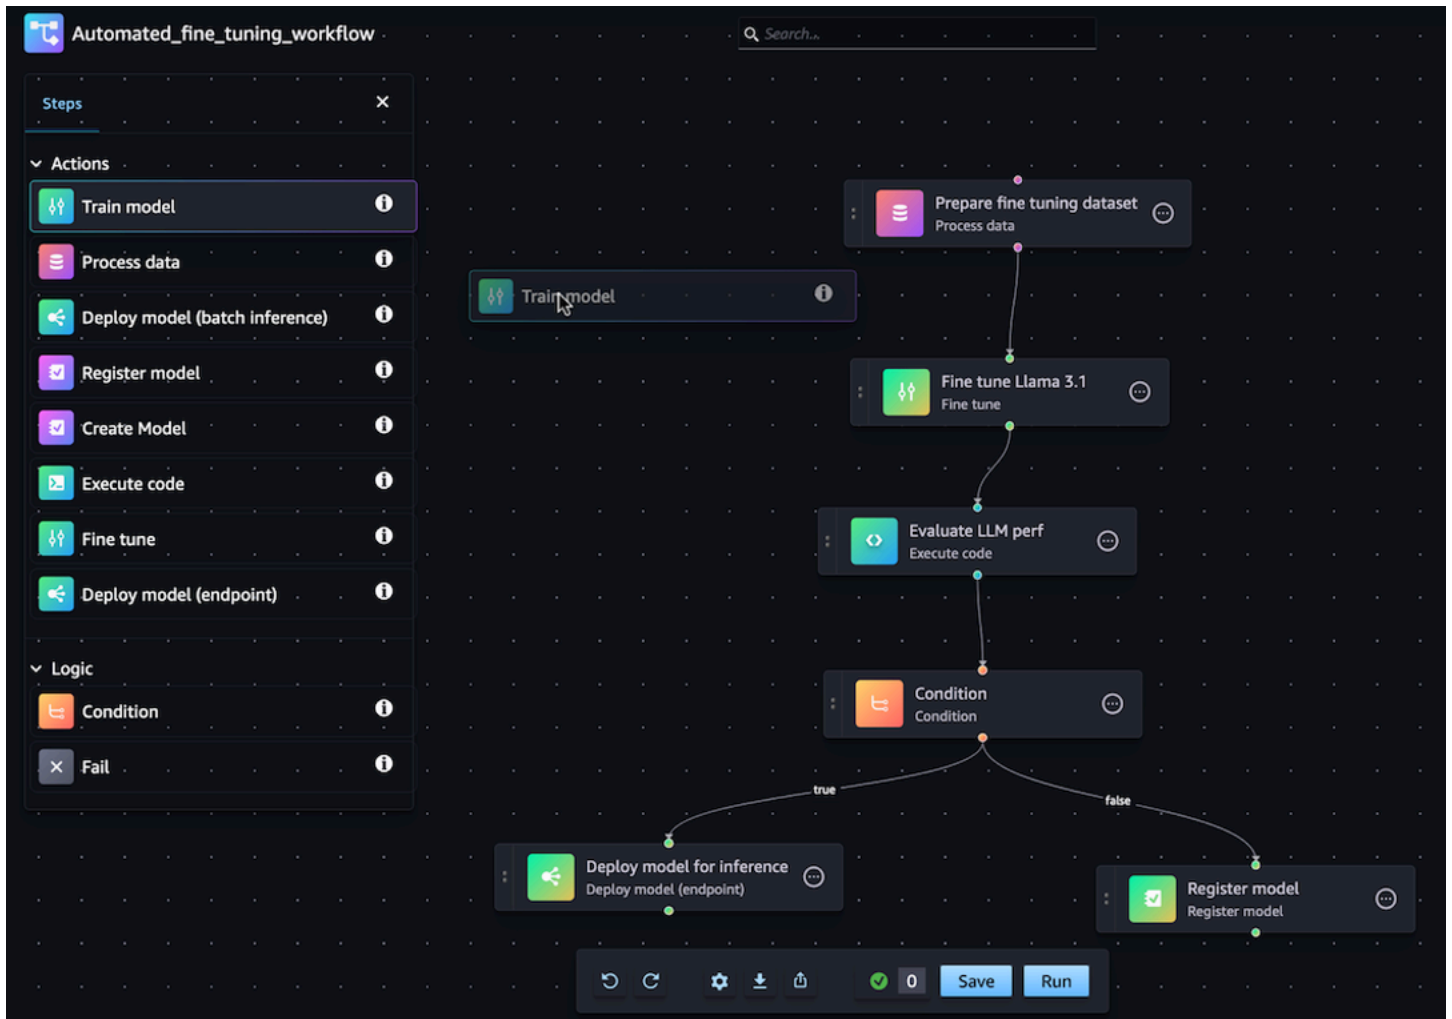 Automated_fine_tuning_workflow
Search...
Steps
Actions
Train model
Process data
Deploy model (batch inference)
Register model
Create Model
Execute code
Fine tune
Deploy model (endpoint)
Logic
Condition
Fail
Train model
Prepare fine tuning dataset
Process data
Fine tune Llama 3.1
Fine tune
Evaluate LLM perf
Execute code
Condition
Condition
true
false
Deploy model for inference
Deploy model (endpoint)
Register model
Register model
0
Save
Run